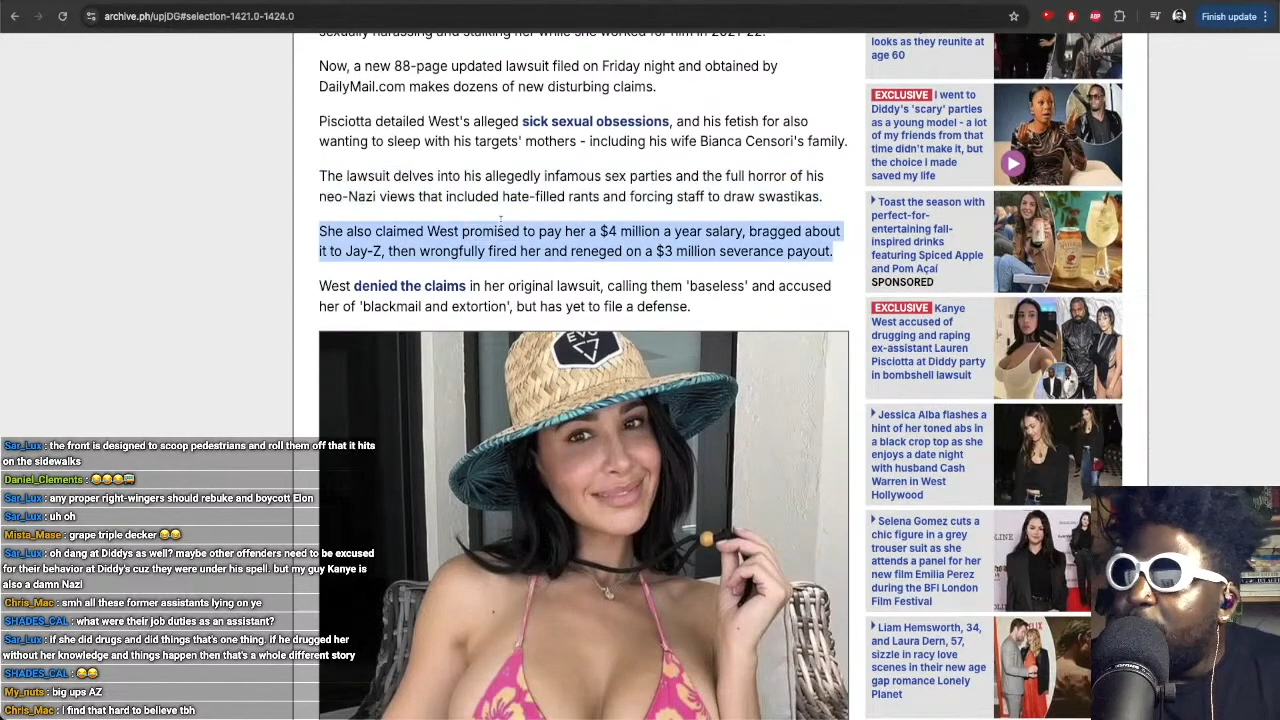 archive.ph/upjDG#selection-1421.0-1424.0
ABP
Finish update
Now, a new 88-page updated lawsuit filed on Friday night and obtained by
DailyMail.com makes dozens of new disturbing claims.
Pisciotta detailed West's alleged sick sexual obsessions, and his fetish for also
wanting to sleep with his targets' mothers - including his wife Bianca Censori's family.
The lawsuit delves into his allegedly infamous sex parties and the full horror of his
neo-Nazi views that included hate-filled rants and forcing staff to draw swastikas.
She also claimed West promised to pay her a $4 million a year salary, bragged about
it to Jay-Z, then wrongfully fired her and reneged on a $3 million severance payout.
West denied the claims in her original lawsuit, calling them 'baseless' and accused
her of 'blackmail and extortion', but has yet to file a defense.
looks as they reunite at
age 60
EXCLUSIVE I went to
Diddy's 'scary' parties
as a young model - a lot
of my friends from that
time didn't make it, but
the choice I made
saved my life
Toast the season with
perfect-for-
entertaining fall-
inspired drinks
featuring Spiced Apple
and Pom Açaí
SPONSORED
EXCLUSIVE Kanye
West accused of
drugging and raping
ex-assistant Lauren
Pisciotta at Diddy party
in bombshell lawsuit
Jessica Alba flashes a
hint of her toned abs in
a black crop top as she
enjoys a date night
with husband Cash
Warren in West
Hollywood
Selena Gomez cuts a
chic figure in a grey
trouser suit as she
attends a panel for her
new film Emilia Perez
during the BFI London
Film Festival
Liam Hemsworth, 34,
and Laura Dern, 57,
sizzle in racy love
scenes in their new age
gap romance Lonely
Planet
Sar_Lux : the front is designed to scoop pedestrians and roll them off that it hits
on the sidewalks
Daniel_Clements : 😂😂😂
Sar_Lux : any proper right-wingers should rebuke and boycott Elon
Sar_Lux : uh oh
Mista_Mase : grape triple decker 😂😂
Sar_Lux : oh dang at Diddys as well? maybe other offenders need to be excused
for their behavior at Diddy's cuz they were under his spell. but my guy Kanye is
also a damn Nazi
Chris_Mac : smh all these former assistants lying on ye
SHADES_CAL : what were their job duties as an assistant?
Sar_Lux : If she did drugs and did things that's one thing. if he drugged her
without her knowledge and things happen then that's a whole different story
SHADES_CAL : 😂😂
My_nuts : big ups AZ
Chris_Mac : I find that hard to believe tbh